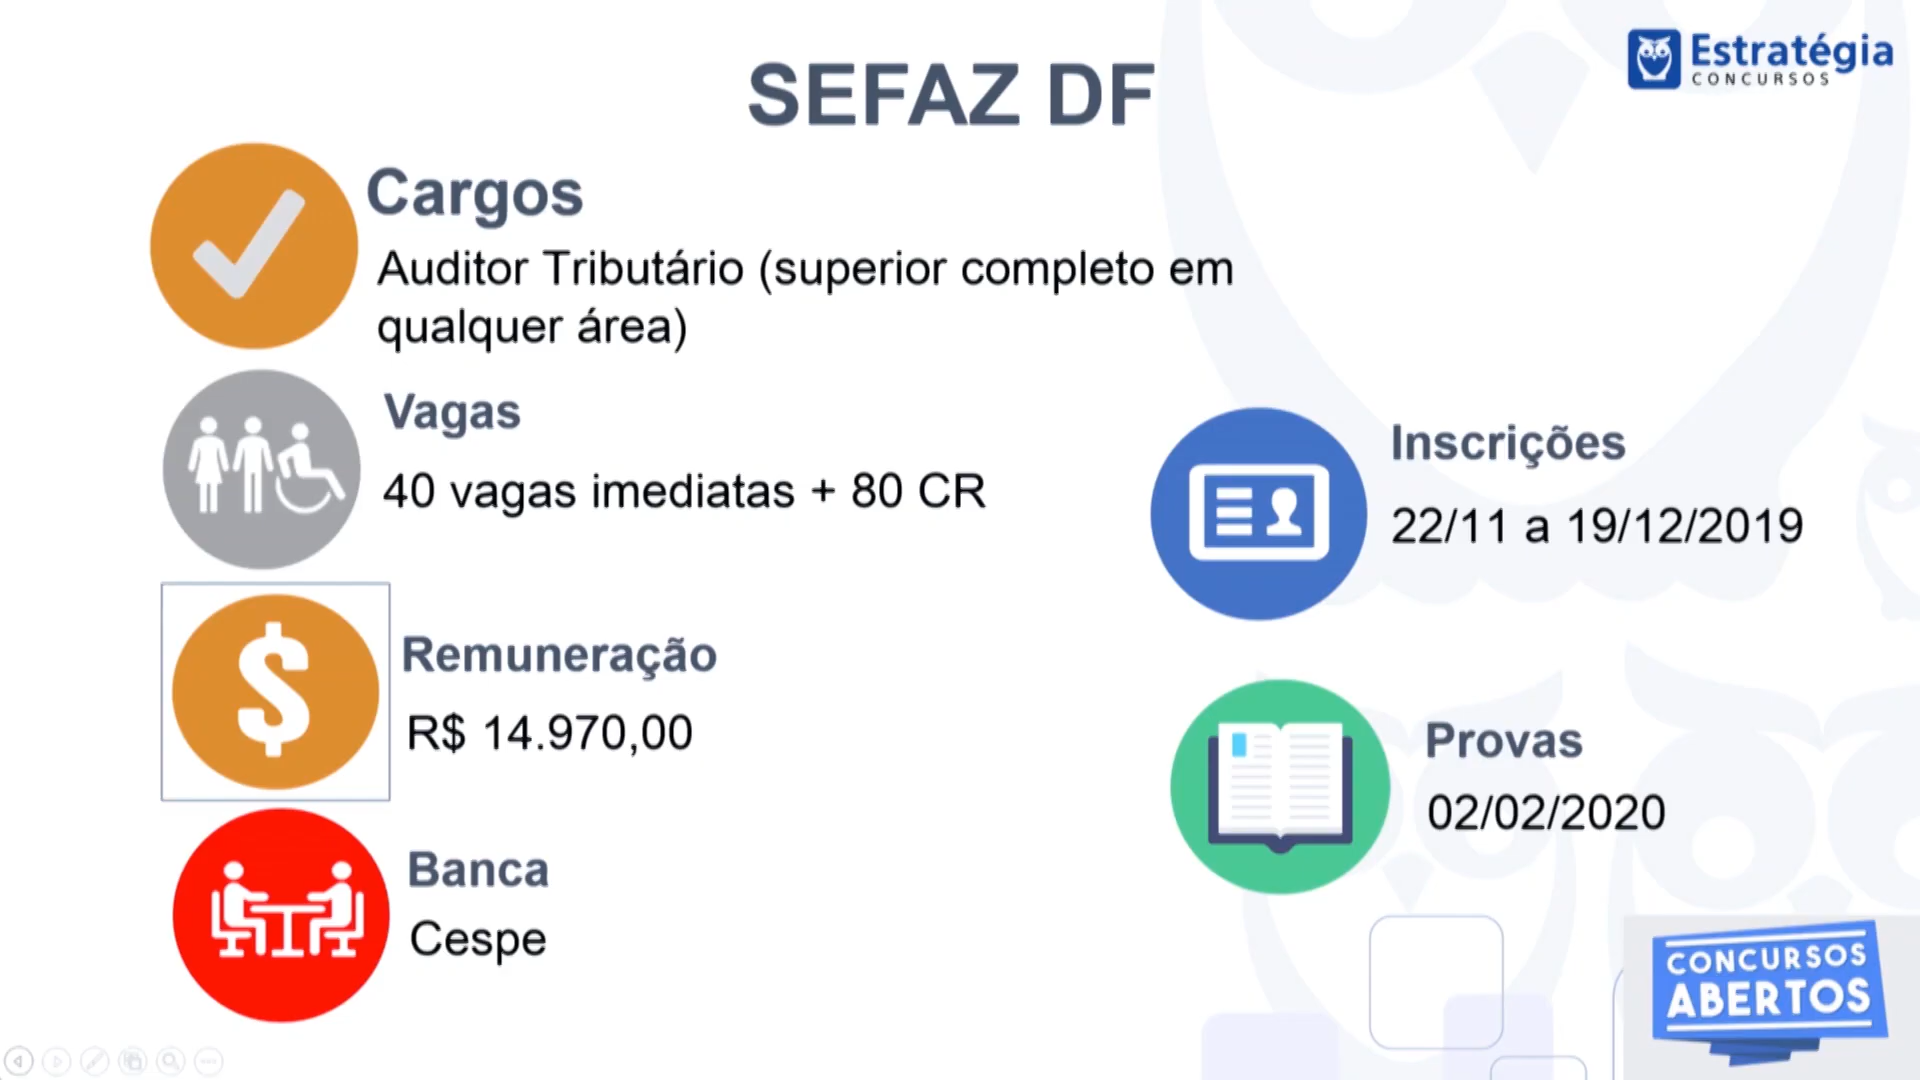 SEFAZ DF
Estratégia
CONCURSOS
Cargos
Auditor Tributário (superior completo em
qualquer área)
Vagas
40 vagas imediatas + 80 CR
Remuneração
R$ 14.970,00
Banca
Cespe
Inscrições
22/11 a 19/12/2019
Provas
02/02/2020
CONCURSOS
ABERTOS